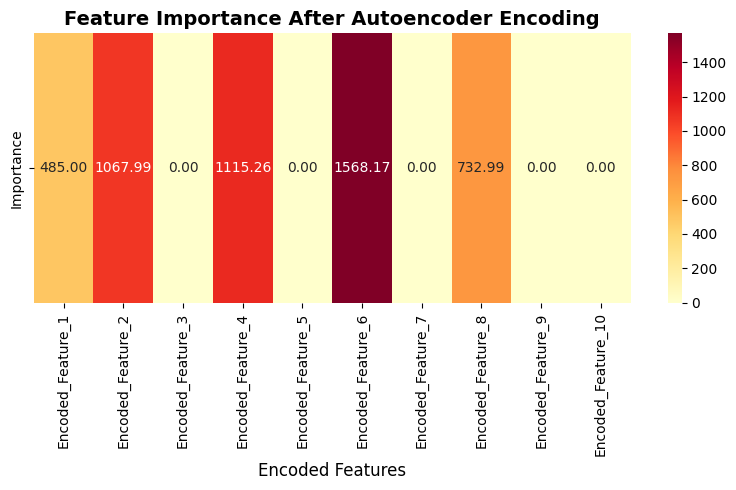 Feature Importance After Autoencoder Encoding
Importance
485.00 1067.99 0.00 1115.26 0.00 1568.17 0.00 732.99 0.00 0.00
1400
1200
1000
800
600
400
200
0
Encoded_Feature_1
Encoded_Feature_2
Encoded_Feature_3
Encoded_Feature_4
Encoded_Feature_5
Encoded_Feature_6
Encoded_Feature_7
Encoded_Feature_8
Encoded_Feature_9
Encoded_Feature_10
Encoded Features